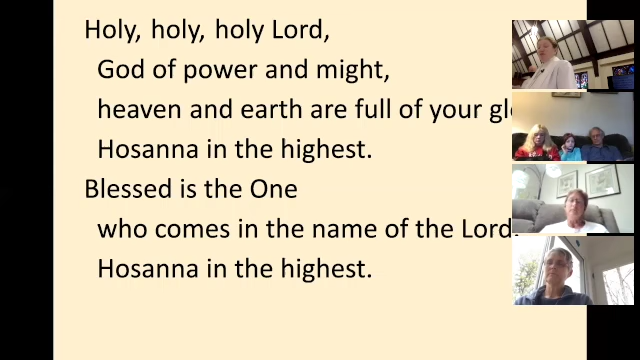 Holy, holy, holy Lord,
God of power and might,
heaven and earth are full of your
Hosanna in the highest.
Blessed is the One
who comes in the name of the Lord.
Hosanna in the highest.